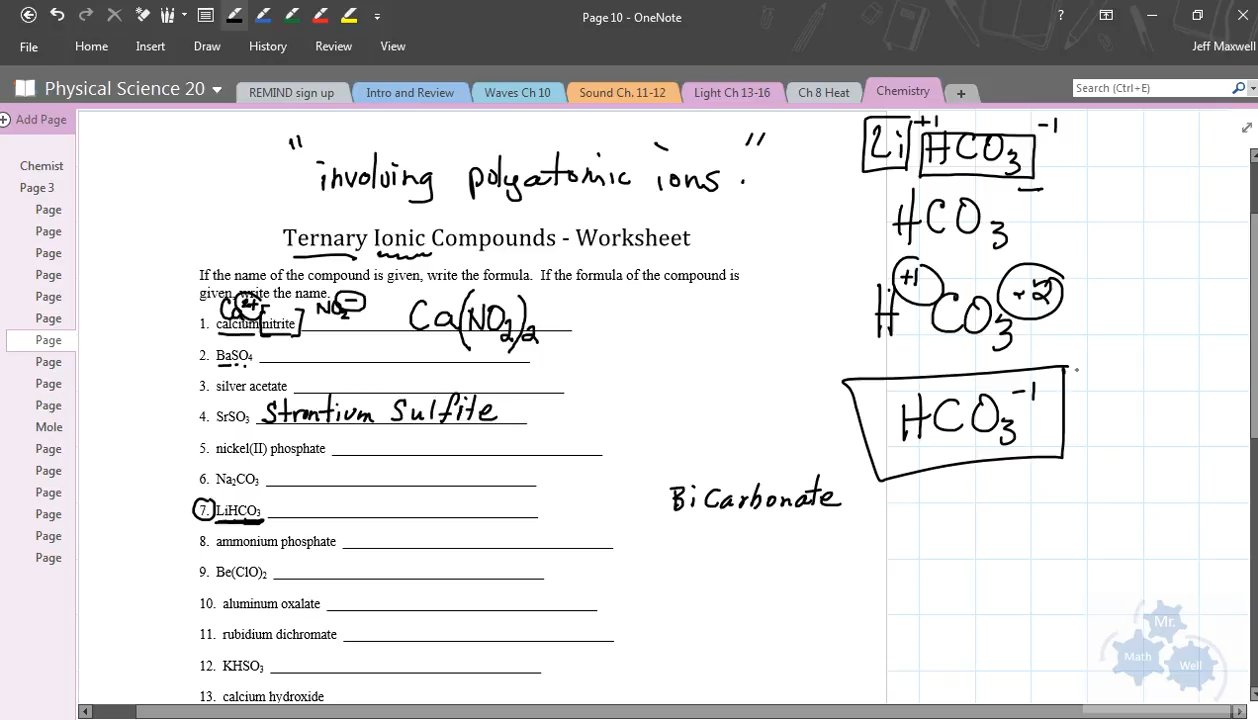 Page 10 - OneNote
?
File Home Insert Draw History Review View
Jeff Maxwell
Physical Science 20
REMIND sign up
Intro and Review
Waves Ch 10
Sound Ch. 11-12
Light Ch 13-16
Ch 8 Heat
Chemistry
Search (Ctrl+E)
Add Page
Chemist
Page 3
Page
Page
Page
Page
Page
Page
Page
Page
Page
Mole
Page
Page
Page
Page
Page
"involving polyatomic ions."
Ternary Ionic Compounds - Worksheet
If the name of the compound is given, write the formula. If the formula of the compound is
given, write the name.
Ca2+ NO2−
1. calcium nitrite Ca(NO2)2
2. BaSO4
3. silver acetate
4. SrSO3 Strontium Sulfite
5. nickel(II) phosphate
6. Na2CO3
7. LiHCO3
8. ammonium phosphate
9. Be(ClO)2
10. aluminum oxalate
11. rubidium dichromate
12. KHSO3
13. calcium hydroxide
Li+1 HCO3-1
HCO3
H+1 CO3-2
HCO3-1
BiCarbonate
Mr.
Math
Well